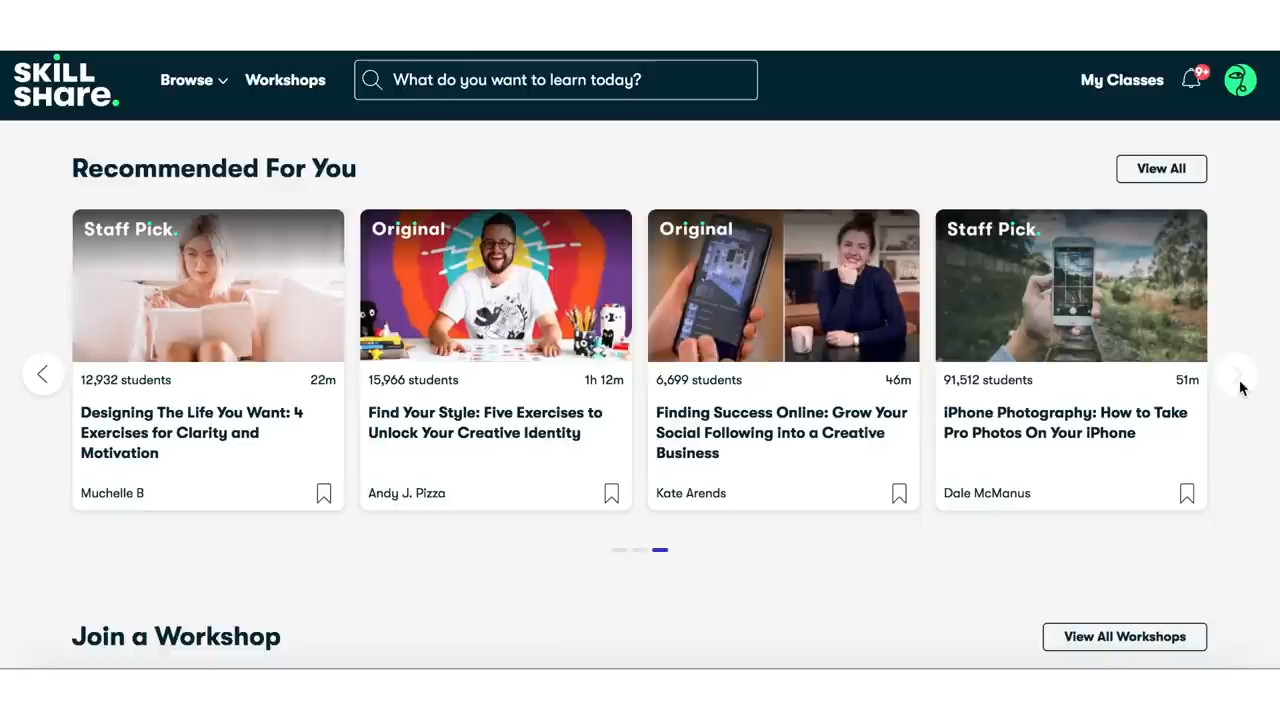 SKILL
SHARE.
Browse
Workshops
What do you want to learn today?
My Classes
9+
Recommended For You
View All
Staff Pick.
Original
Original
Staff Pick.
12,932 students
22m
15,966 students
1h 12m
6,699 students
46m
91,512 students
51m
Designing The Life You Want: 4
Exercises for Clarity and
Motivation
Find Your Style: Five Exercises to
Unlock Your Creative Identity
Finding Success Online: Grow Your
Social Following into a Creative
Business
iPhone Photography: How to Take
Pro Photos On Your iPhone
Muchelle B
Andy J. Pizza
Kate Arends
Dale McManus
Join a Workshop
View All Workshops